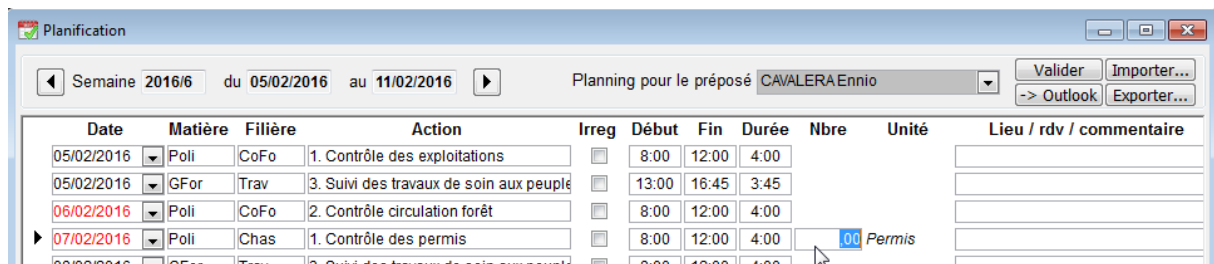 Planification
Semaine 2016/6 du 05/02/2016 au 11/02/2016 Planning pour le préposé CAVALERA Ennio Valider Importer...
-> Outlook Exporter...
Date Matière Filière Action Irreg Début Fin Durée Nbre Unité Lieu / rdv / commentaire
05/02/2016 Poli CoFo 1. Contrôle des exploitations 8:00 12:00 4:00
05/02/2016 GFor Trav 3. Suivi des travaux de soin aux peuple 13:00 16:45 3:45
06/02/2016 Poli CoFo 2. Contrôle circulation forêt 8:00 12:00 4:00
07/02/2016 Poli Chas 1. Contrôle des permis 8:00 12:00 4:00 ,00 Permis